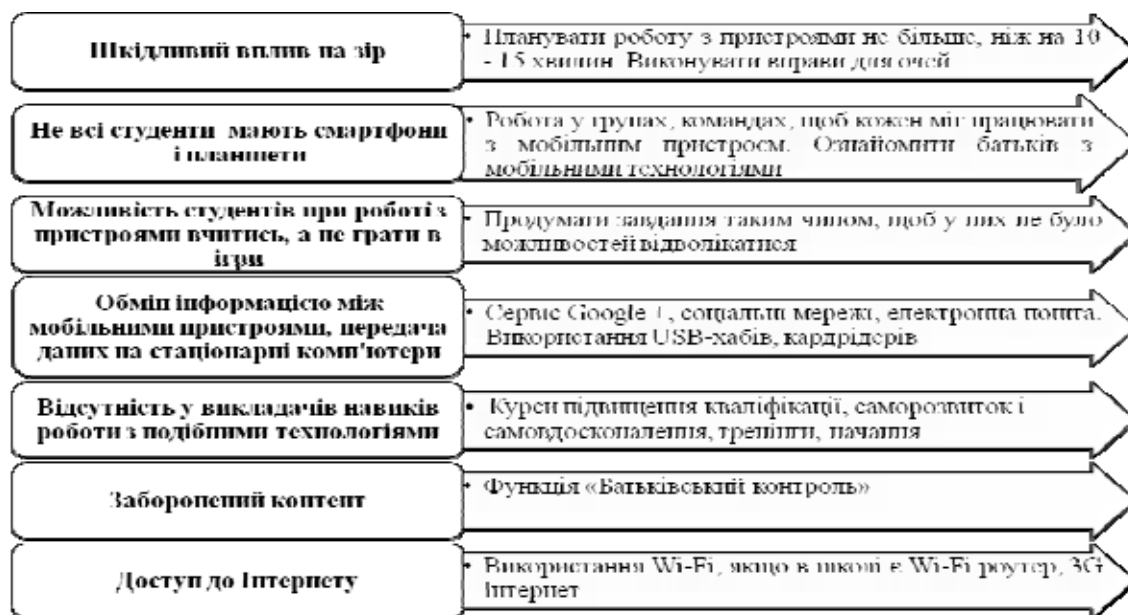 Шкідливий вплив на зір
• Планувати роботу з пристроями не більше, ніж на 10
- 15 хвилин. Виконувати вправи для очей
Не всі студенти мають смартфони
і планшети
• Робота у групах, командах, щоб кожен міг працювати
з мобільним пристроєм. Ознайомити батьків з
мобільними технологіями
Можливість студентів при роботі з
пристроями вчитись, а не грати в
ігри
• Продумати завдання таким чином, щоб у них не було
можливостей відволікатися
Обмін інформацією між
мобільними пристроями, передача
даних на стаціонарні комп'ютери
• Сервіс Google +, соціальні мережі, електронна пошта.
Використання USB-хабів, кардрідерів
Відсутність у викладачів навиків
роботи з подібними технологіями
• Курси підвищення кваліфікації, саморозвиток і
самовдосконалення, тренінги, начання
Заборонений контент
• Функція «Батьківський контроль»
Доступ до Інтернету
• Використання Wi-Fi, якщо в школі є Wi-Fi роутер, 3G
Інтернет